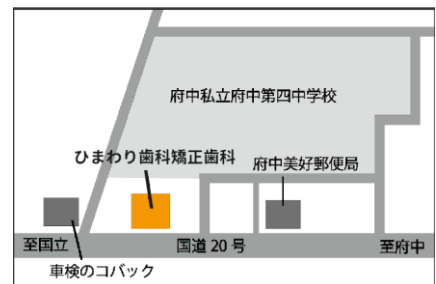 府中私立府中第四中学校
ひまわり歯科矯正歯科
府中美好郵便局
至国立
国道20号
至府中
車検のコバック